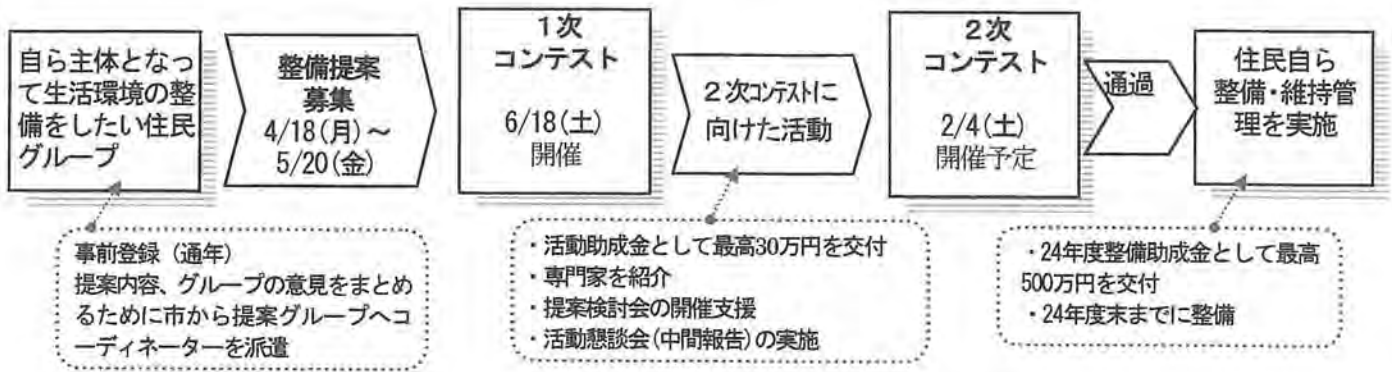 自ら主体となっ
て生活環境の整
備をしたい住民
グループ
整備提案
募集
4/18(月)～
5/20(金)
1次
コンテスト
6/18(土)
開催
2次コンテストに
向けた活動
2次
コンテスト
2/4(土)
開催予定
通過
住民自ら
整備・維持管
理を実施
事前登録（通年）
提案内容、グループの意見をまとめ
るために市から提案グループへコ
ーディネーターを派遣
・活動助成金として最高30万円を交付
・専門家を紹介
・提案検討会の開催支援
・活動懇談会(中間報告)の実施
・24年度整備助成金として最高
500万円を交付
・24年度末までに整備